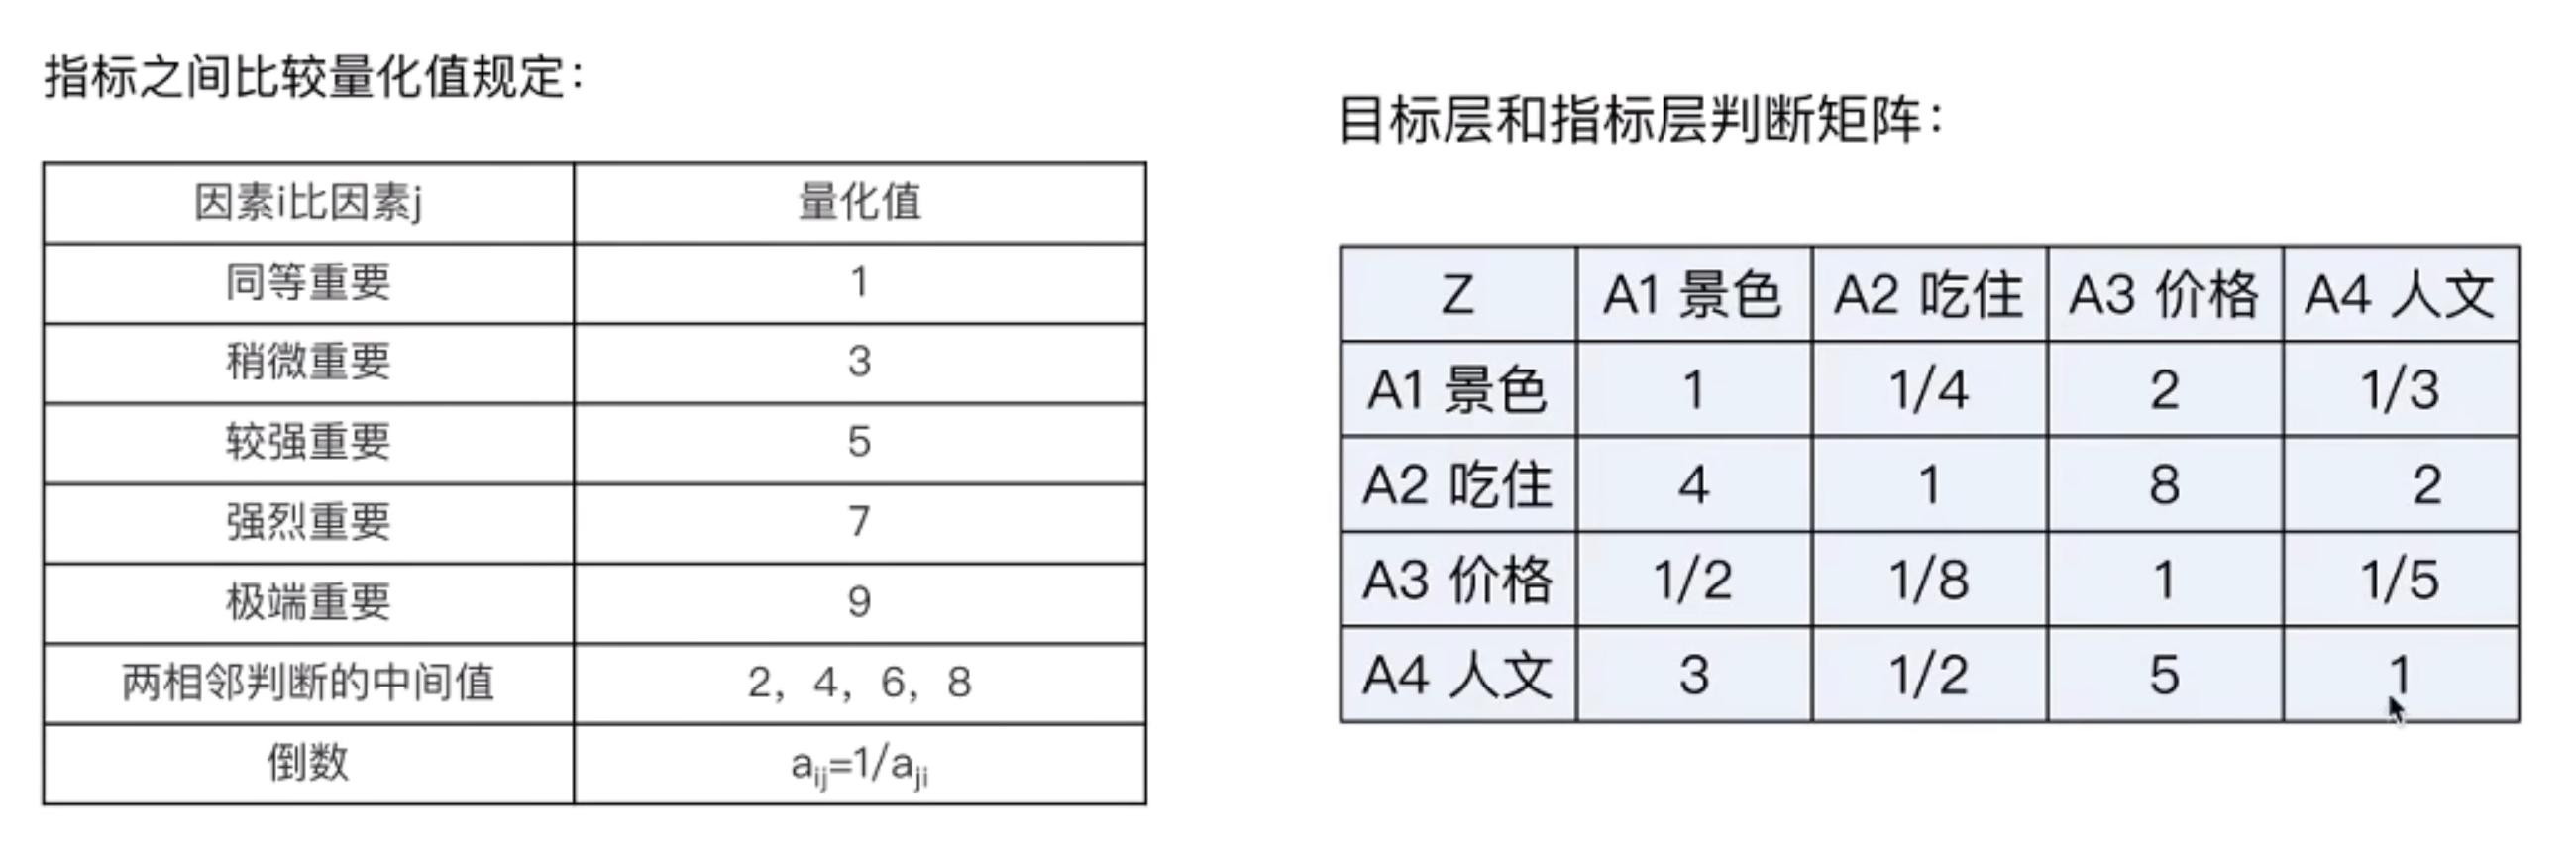 指标之间比较量化值规定：
因素i比因素j 量化值
同等重要 1
稍微重要 3
较强重要 5
强烈重要 7
极端重要 9
两相邻判断的中间值 2，4，6，8
倒数 aij=1/aji
目标层和指标层判断矩阵：
Z A1 景色 A2 吃住 A3 价格 A4 人文
A1 景色 1 1/4 2 1/3
A2 吃住 4 1 8 2
A3 价格 1/2 1/8 1 1/5
A4 人文 3 1/2 5 1